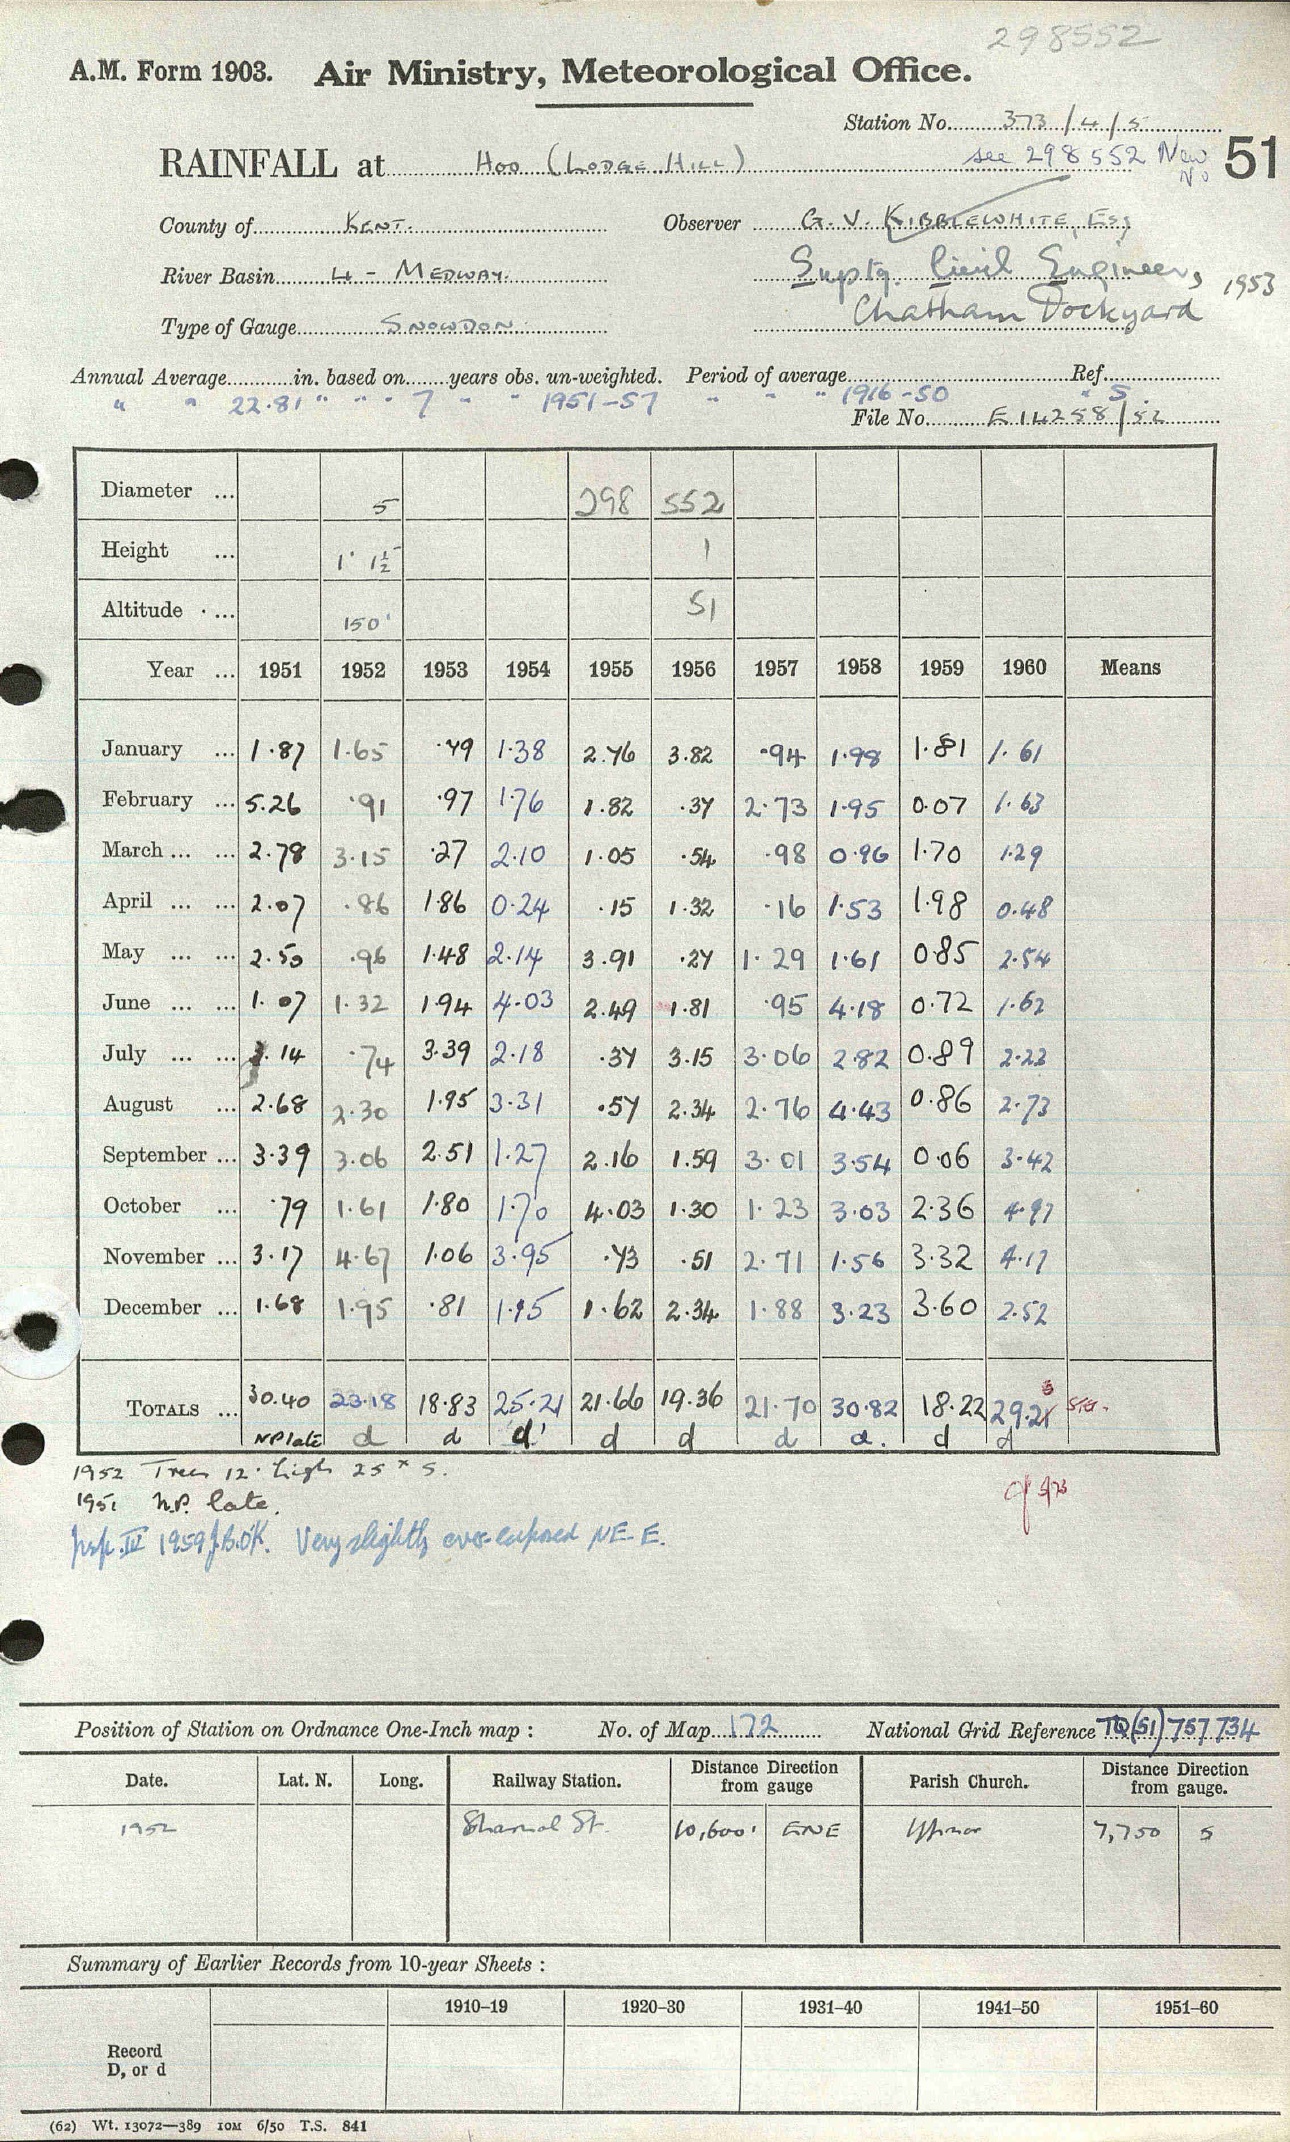 298552
A.M. Form 1903. Air Ministry, Meteorological Office.
Station No. 373/4/5
RAINFALL at Hoo (Lodge Hill) see 298552 New No 51
County of Kent. Observer G. V. Kibblewhite, Esq
River Basin 4 - Medway. Suptg. Civil Engineer, 1953
Type of Gauge Snowdon Chatham Dockyard
Annual Average in. based on years obs. un-weighted. Period of average Ref.
" " 22.81 " " " 7 " " 1951-57 " " " 1916-50 " 5.
File No. E14258/52
Diameter ... 5 298 552
Height ... 1' 1½ 1
Altitude ... 150' 51
Year ... 1951 1952 1953 1954 1955 1956 1957 1958 1959 1960 Means
January ... 1.87 1.65 .79 1.38 2.76 3.82 .94 1.98 1.81 1.61
February ... 5.26 .91 .97 1.76 1.82 .37 2.73 1.95 0.07 1.63
March ... ... 2.78 3.15 .27 2.10 1.05 .54 .98 0.96 1.70 1.29
April ... ... 2.07 .86 1.86 0.24 .15 1.32 .16 1.53 1.98 0.48
May ... ... 2.50 .96 1.48 2.14 3.91 .27 1.29 1.61 0.85 2.54
June ... ... 1.07 1.32 1.94 4.03 2.49 1.81 .95 4.18 0.72 1.62
July ... ... 3.14 .74 3.39 2.18 .37 3.15 3.06 2.82 0.89 2.22
August ... 2.68 2.30 1.95 3.31 .57 2.34 2.76 4.43 0.86 2.73
September ... 3.39 3.06 2.51 1.27 2.16 1.59 3.01 3.54 0.06 3.42
October ... .79 1.61 1.80 1.70 4.03 1.30 1.23 3.03 2.36 4.97
November ... 3.17 4.67 1.06 3.95 .73 .51 2.71 1.56 3.32 4.17
December ... 1.68 1.95 .81 1.15 1.62 2.34 1.88 3.23 3.60 2.52
Totals ... 30.40 23.18 18.83 25.21 21.66 19.36 21.70 30.82 18.22 29.21
NP late d d d' d d d d. d d
1952 Trees 12' high 25' S.
1951 N.P. late.
Insp. IV 1959 J.B.O'K. Very slightly over-exposed NE-E.
Position of Station on Ordnance One-Inch map : No. of Map 172 National Grid Reference TQ(51) 757734
Date. Lat. N. Long. Railway Station. Distance Direction from gauge Parish Church. Distance Direction from gauge.
1952 Sharnal St. 10,600' ENE Upnor 7,750 S
Summary of Earlier Records from 10-year Sheets :
1910–19 1920–30 1931–40 1941–50 1951–60
Record
D, or d
(62) Wt. 13072—389 10M 6/50 T.S. 841